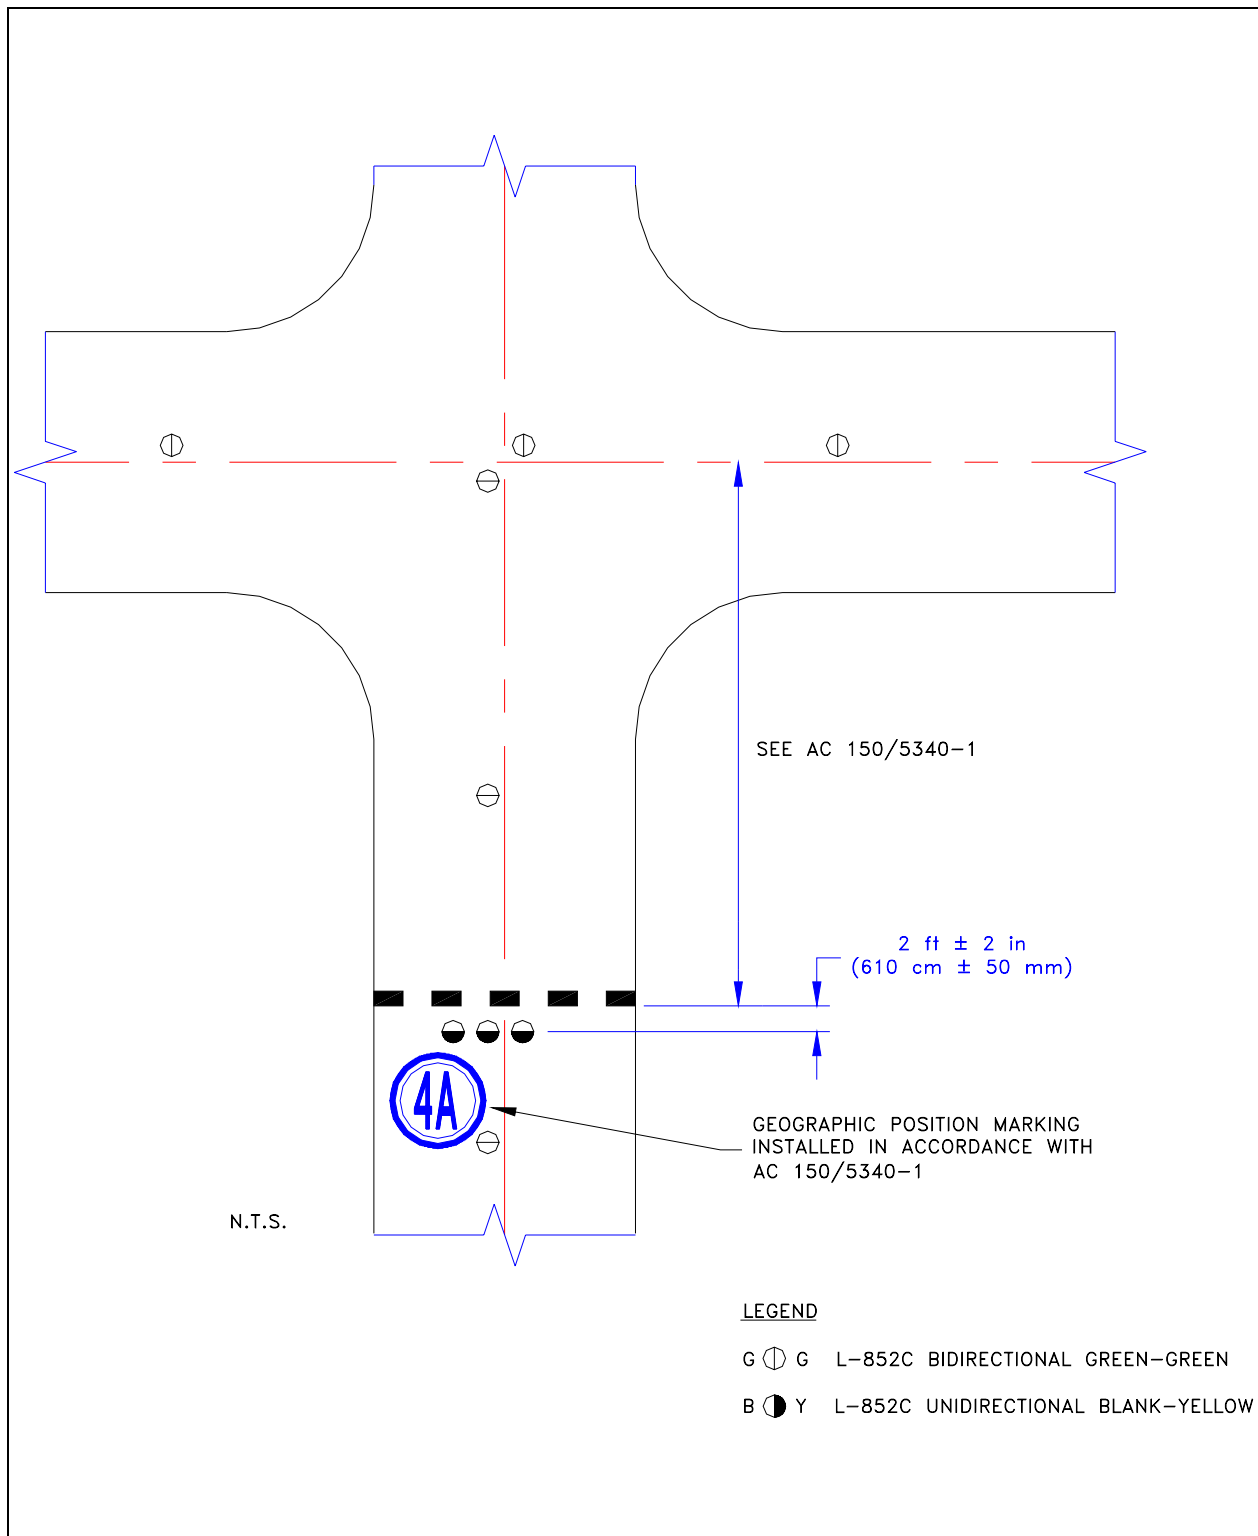 SEE AC 150/5340-1
2 ft ± 2 in
(610 cm ± 50 mm)
4A
GEOGRAPHIC POSITION MARKING
INSTALLED IN ACCORDANCE WITH
AC 150/5340-1
N.T.S.
LEGEND
G G L-852C BIDIRECTIONAL GREEN-GREEN
B Y L-852C UNIDIRECTIONAL BLANK-YELLOW